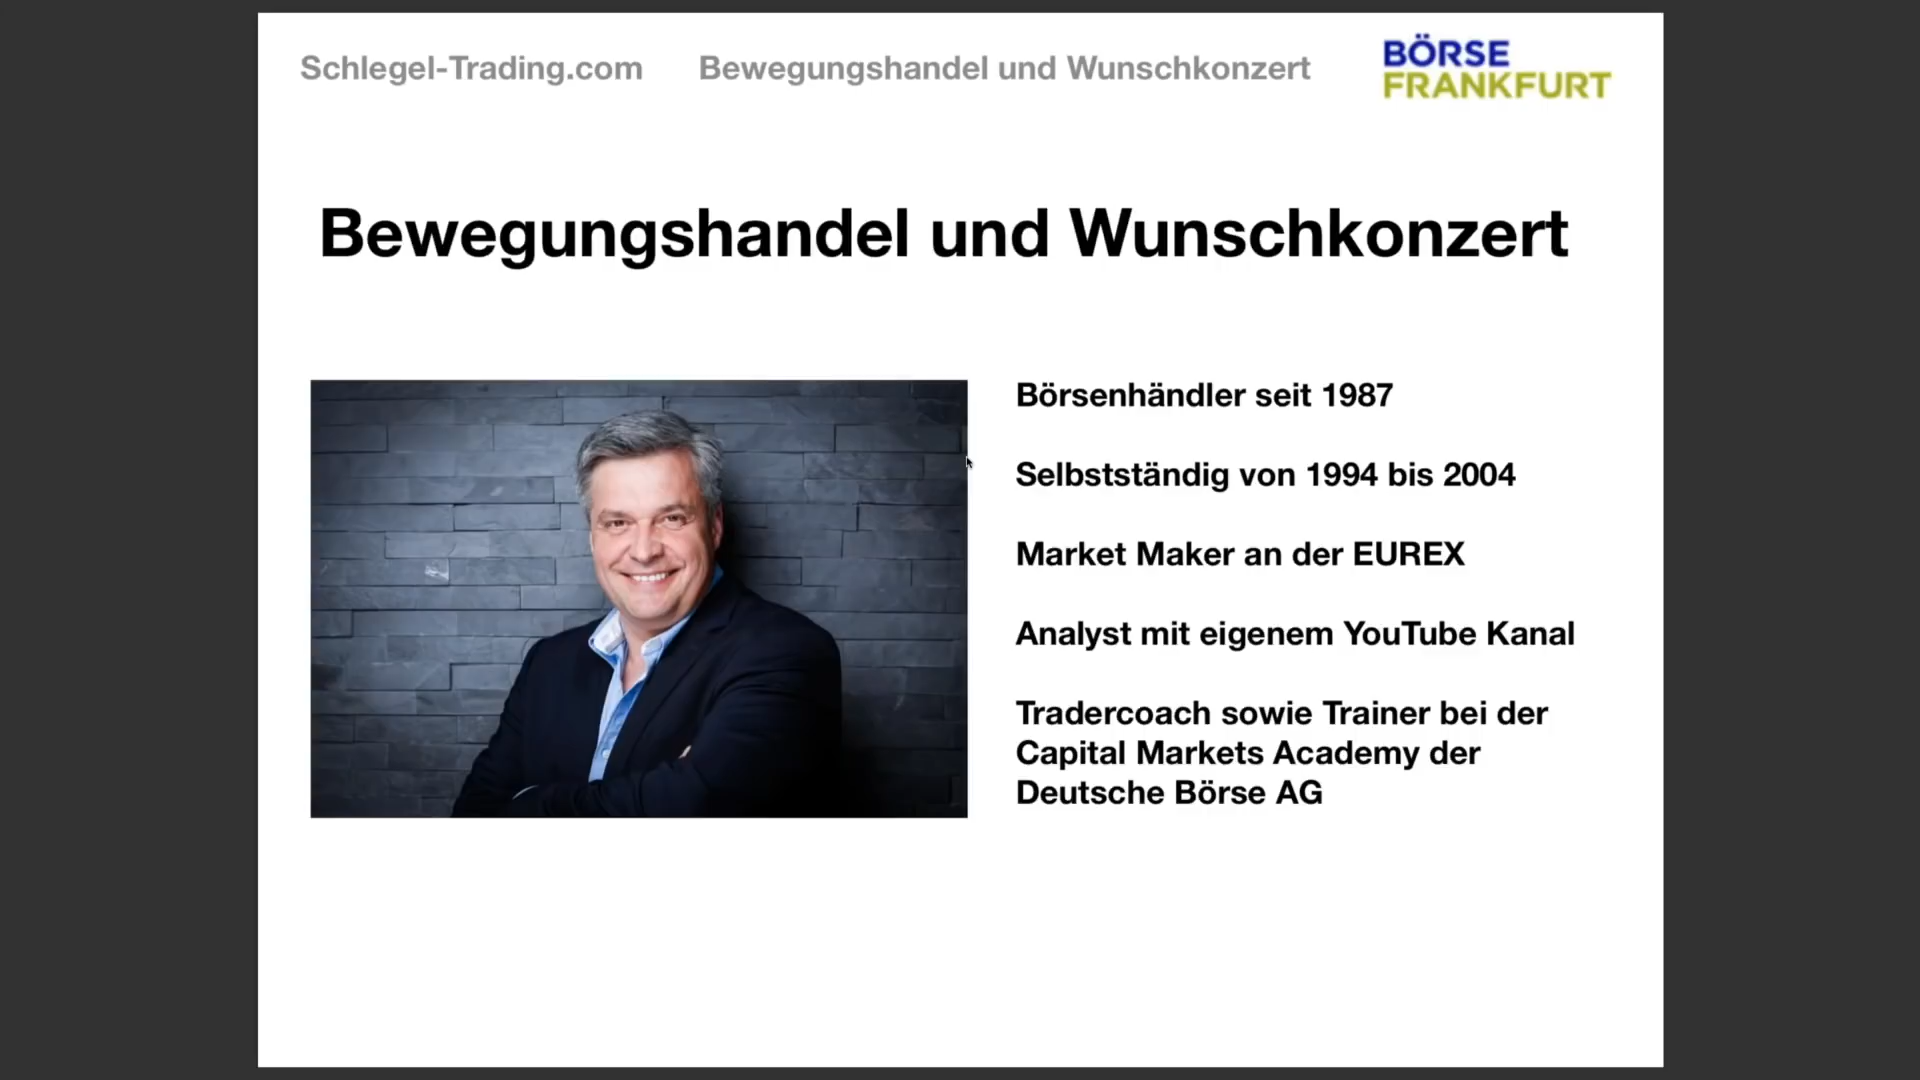 Schlegel-Trading.com Bewegungshandel und Wunschkonzert
BÖRSE
FRANKFURT
Bewegungshandel und Wunschkonzert
Börsenhändler seit 1987
Selbstständig von 1994 bis 2004
Market Maker an der EUREX
Analyst mit eigenem YouTube Kanal
Tradercoach sowie Trainer bei der
Capital Markets Academy der
Deutsche Börse AG